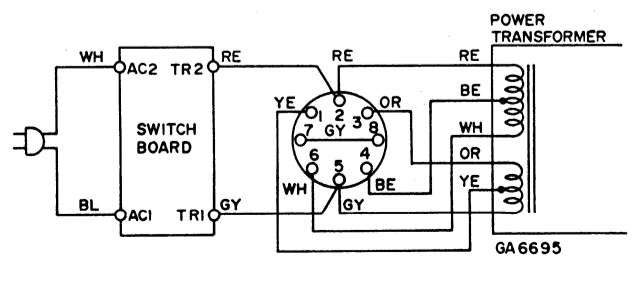 POWER
TRANSFORMER
WH
AC2
TR2
RE
RE
RE
YE
OR
BE
1
2
3
SWITCH
BOARD
7
GY
8
WH
6
5
4
OR
WH
BE
YE
BL
AC1
TR1
GY
GY
GA6695